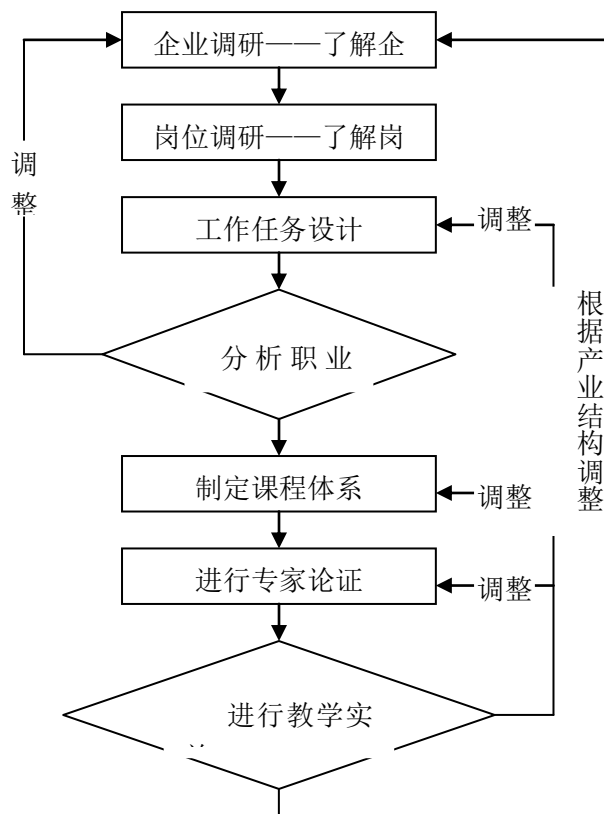 企业调研——了解企
岗位调研——了解岗
调
整
工作任务设计
调整
分析职业
根据产业结构调整
制定课程体系
调整
进行专家论证
调整
进行教学实